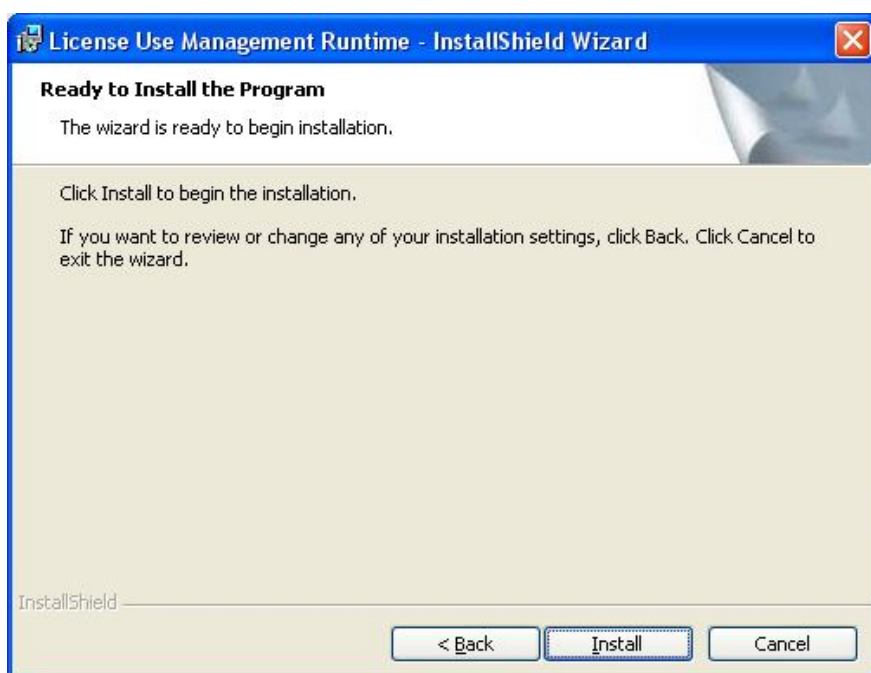 License Use Management Runtime - InstallShield Wizard
Ready to Install the Program
The wizard is ready to begin installation.
Click Install to begin the installation.
If you want to review or change any of your installation settings, click Back. Click Cancel to
exit the wizard.
InstallShield
< Back Install Cancel